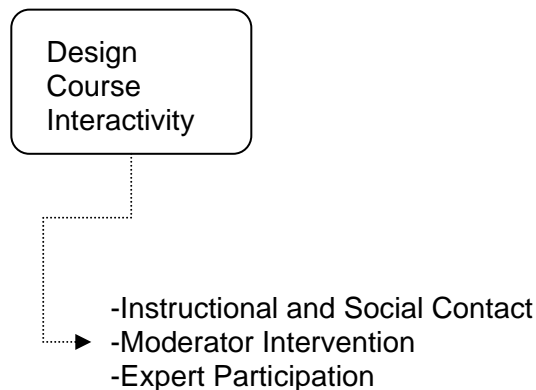 Design
Course
Interactivity
-Instructional and Social Contact
-Moderator Intervention
-Expert Participation